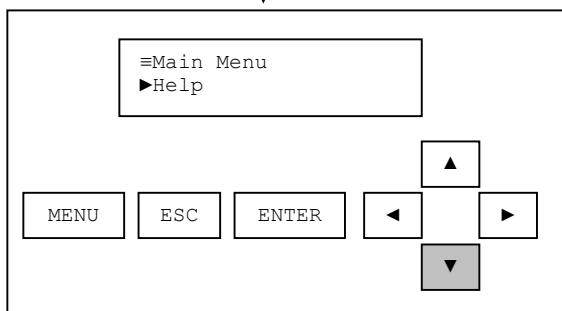 ≡Main Menu
►Help
▲
MENU ESC ENTER ◄ ►
▼